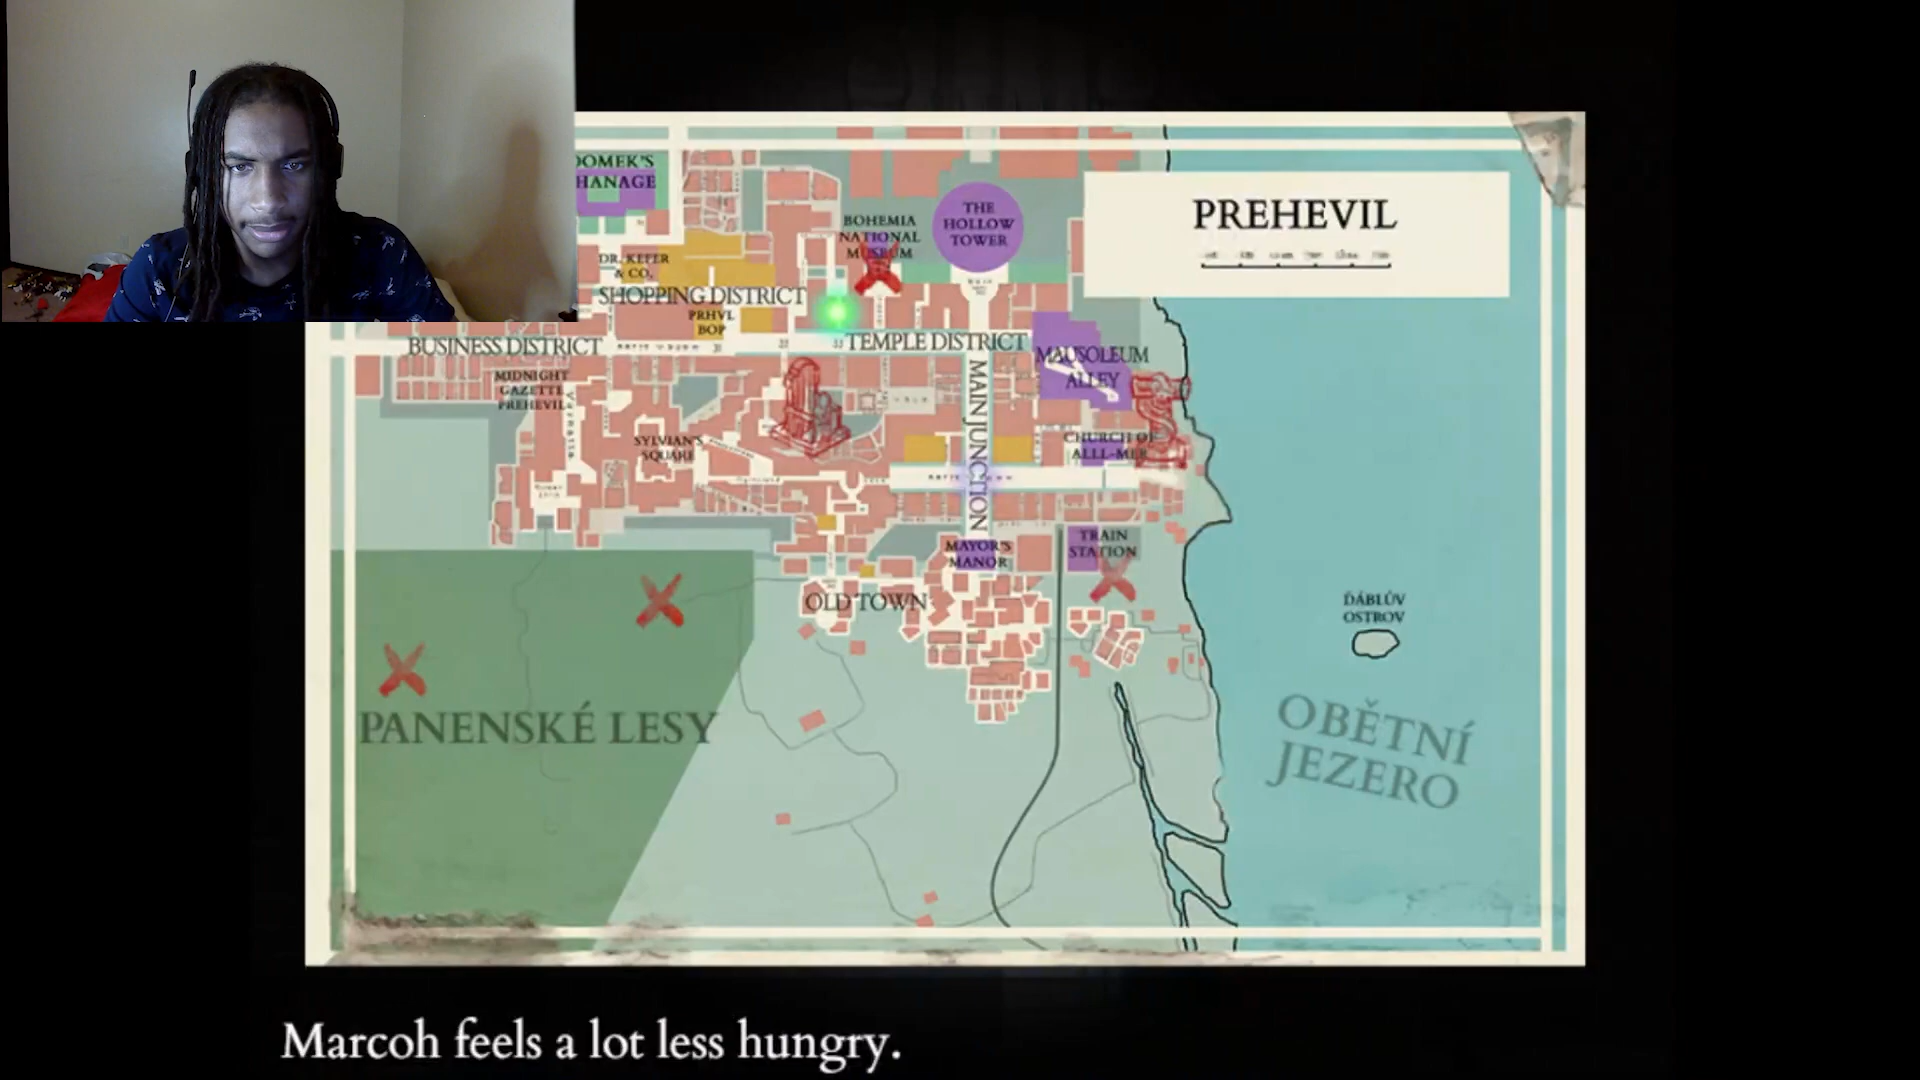 OOMEK'S
HANAGE
BOHEMIA
NATIONAL
MUSEUM
THE
HOLLOW
TOWER
PREHEVIL
DR. KEFER
& CO.
SHOPPING DISTRICT
PRHVL
BOP
BUSINESS DISTRICT
TEMPLE DISTRICT
MAUSOLEUM
ALLEY
MIDNIGHT
GAZETTE
PREHEVIL
MAIN JUNCTION
SYLVIAN'S
SQUARE
CHURCH OF
ALLL-MER
MAYOR'S
MANOR
TRAIN
STATION
OLD TOWN
ĎÁBLŮV
OSTROV
PANENSKÉ LESY
OBĚTNÍ
JEZERO
Marcoh feels a lot less hungry.